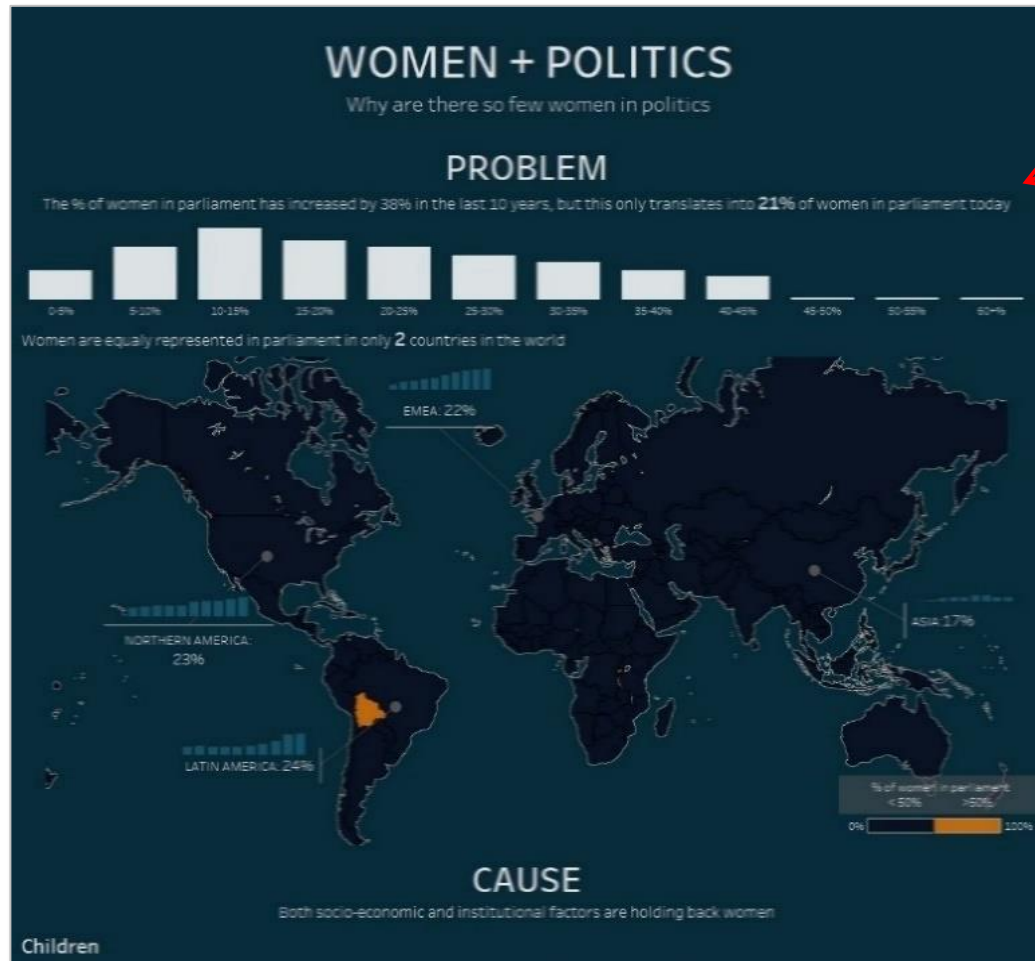 WOMEN + POLITICS
Why are there so few women in politics
PROBLEM
The % of women in parliament has increased by 38% in the last 10 years, but this only translates into 21% of women in parliament today
0-5% 5-10% 10-15% 15-20% 20-25% 25-30% 30-35% 35-40% 40-45% 45-50% 50-55% 60+%
Women are equaly represented in parliament in only 2 countries in the world
EMEA: 22%
NORTHERN AMERICA:
23%
ASIA: 17%
LATIN AMERICA: 24%
% of women in parliament
<50% >50%
0% 100%
CAUSE
Both socio-economic and institutional factors are holding back women
Children